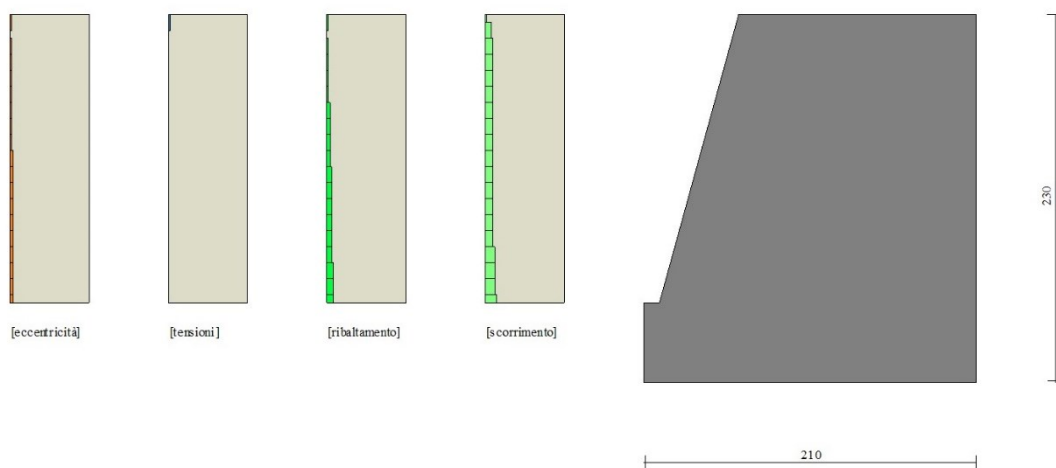 [eccentricità]
[tensioni]
[ribaltamento]
[scorrimento]
230
210